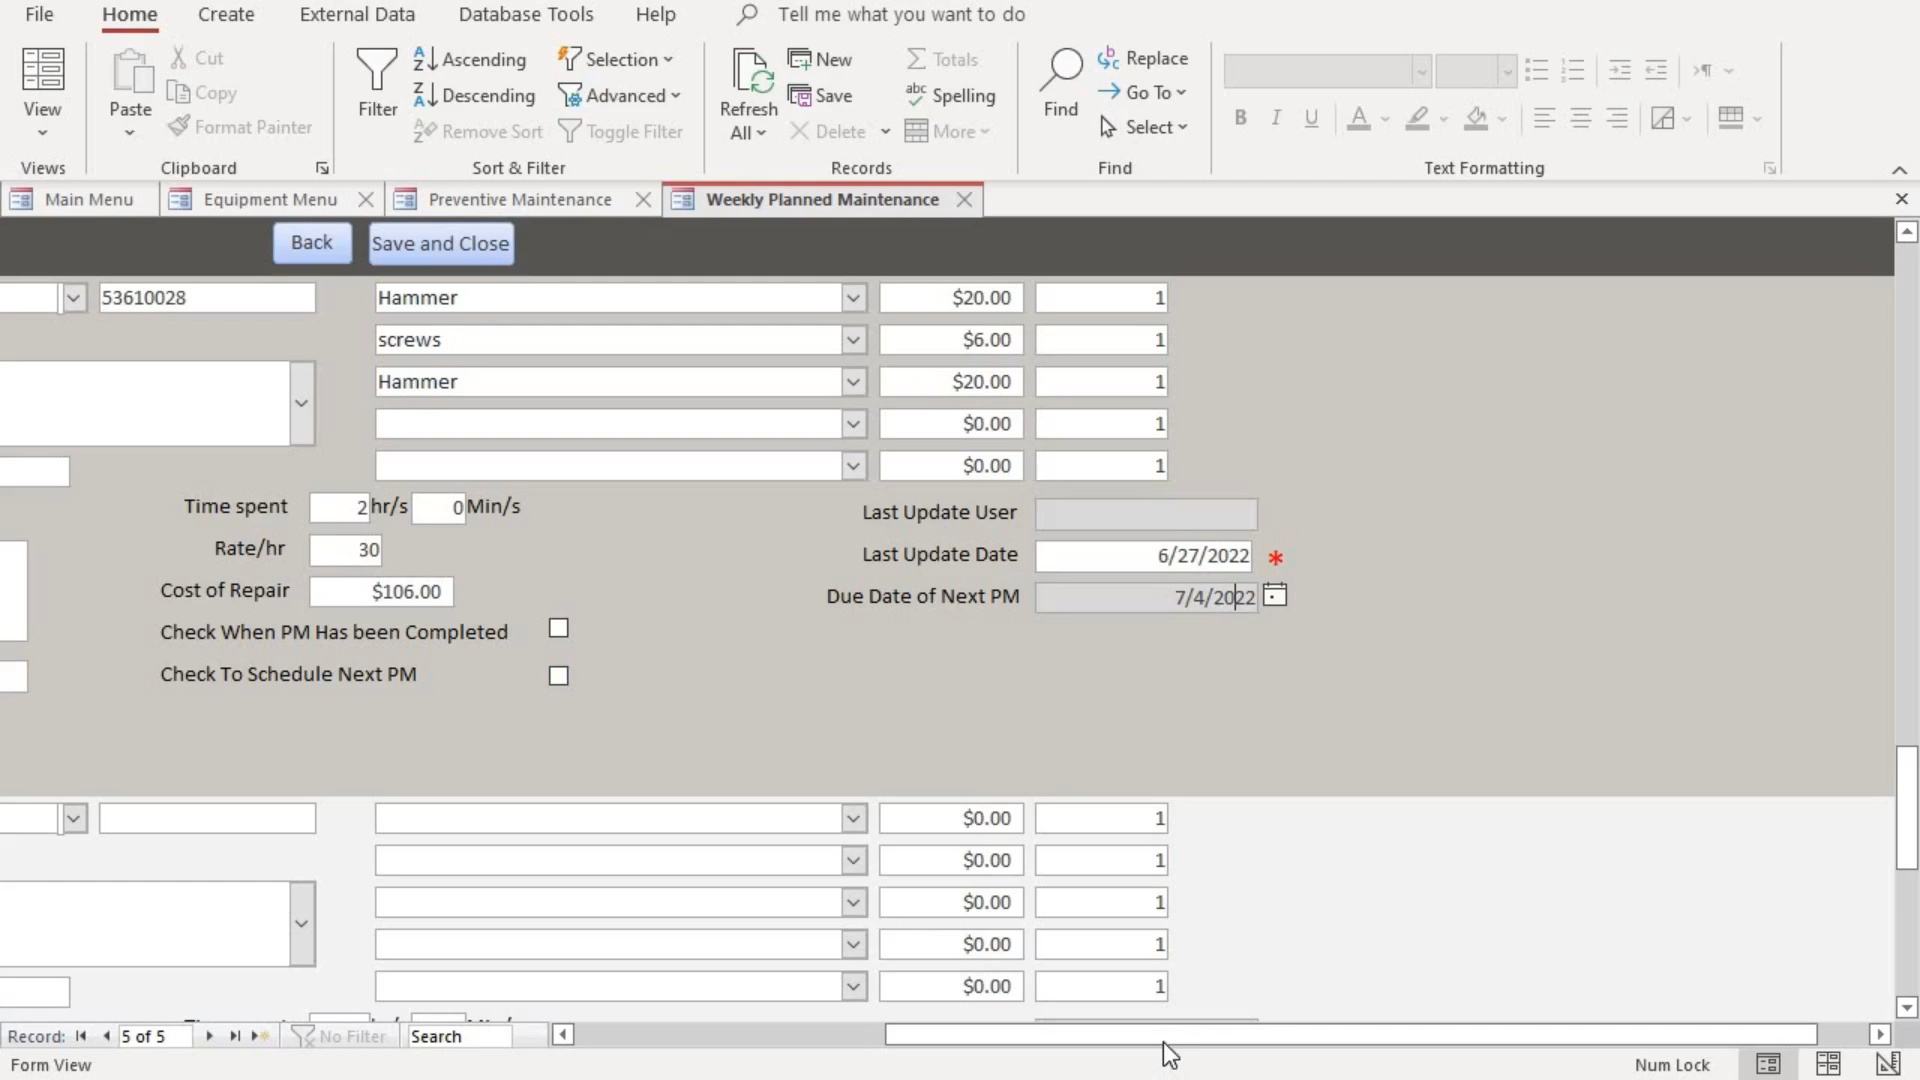 File Home Create External Data Database Tools Help Tell me what you want to do
View
Views
Paste
Cut
Copy
Format Painter
Clipboard
Filter
Ascending
Descending
Remove Sort
Selection
Advanced
Toggle Filter
Sort & Filter
Refresh
All
New
Save
Delete
Totals
Spelling
More
Records
Find
Replace
Go To
Select
Find
B I U
Text Formatting
Main Menu Equipment Menu Preventive Maintenance Weekly Planned Maintenance
Back Save and Close
53610028 Hammer $20.00 1
screws $6.00 1
Hammer $20.00 1
$0.00 1
$0.00 1
Time spent 2 hr/s 0 Min/s
Rate/hr 30
Cost of Repair $106.00
Check When PM Has been Completed
Check To Schedule Next PM
Last Update User
Last Update Date 6/27/2022 *
Due Date of Next PM 7/4/2022
$0.00 1
$0.00 1
$0.00 1
$0.00 1
$0.00 1
Record: 5 of 5 No Filter Search
Form View Num Lock